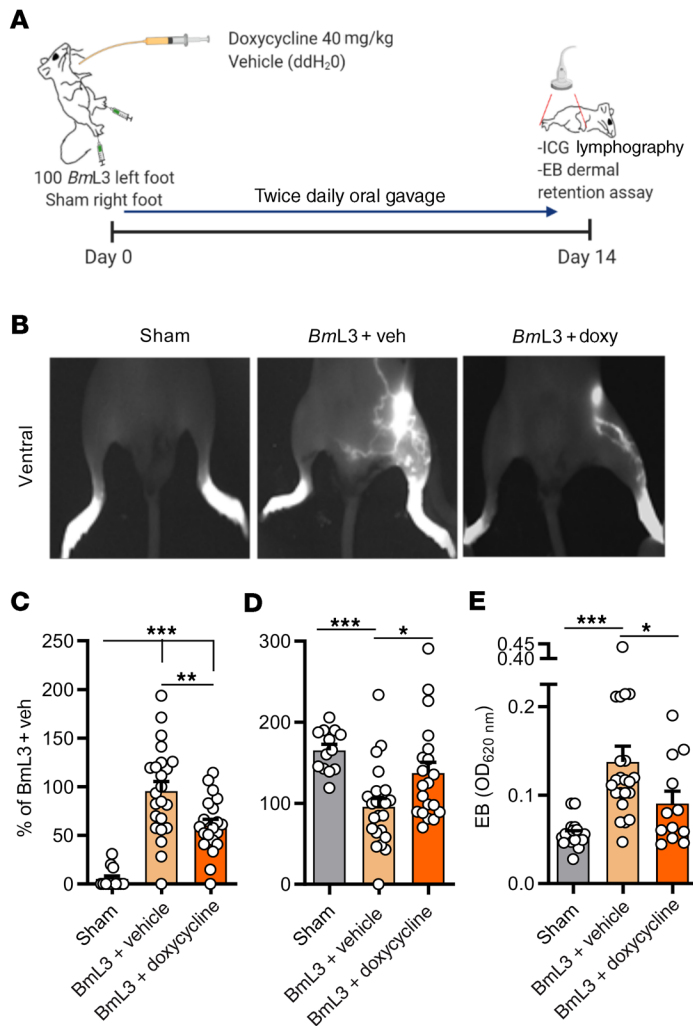 A
Doxycycline 40 mg/kg
Vehicle (ddH₂0)
100 BmL3 left foot
Sham right foot
-ICG lymphography
-EB dermal
retention assay
Twice daily oral gavage
Day 0
Day 14
B
Sham
BmL3 + veh
BmL3 + doxy
Ventral
C
% of BmL3 + veh
250
200
150
100
50
0
***
**
Sham
BmL3 + vehicle
BmL3 + doxycycline
D
300
200
100
0
***
*
Sham
BmL3 + vehicle
BmL3 + doxycycline
E
EB (OD620 nm)
0.45
0.40
0.2
0.1
0.0
***
*
Sham
BmL3 + vehicle
BmL3 + doxycycline